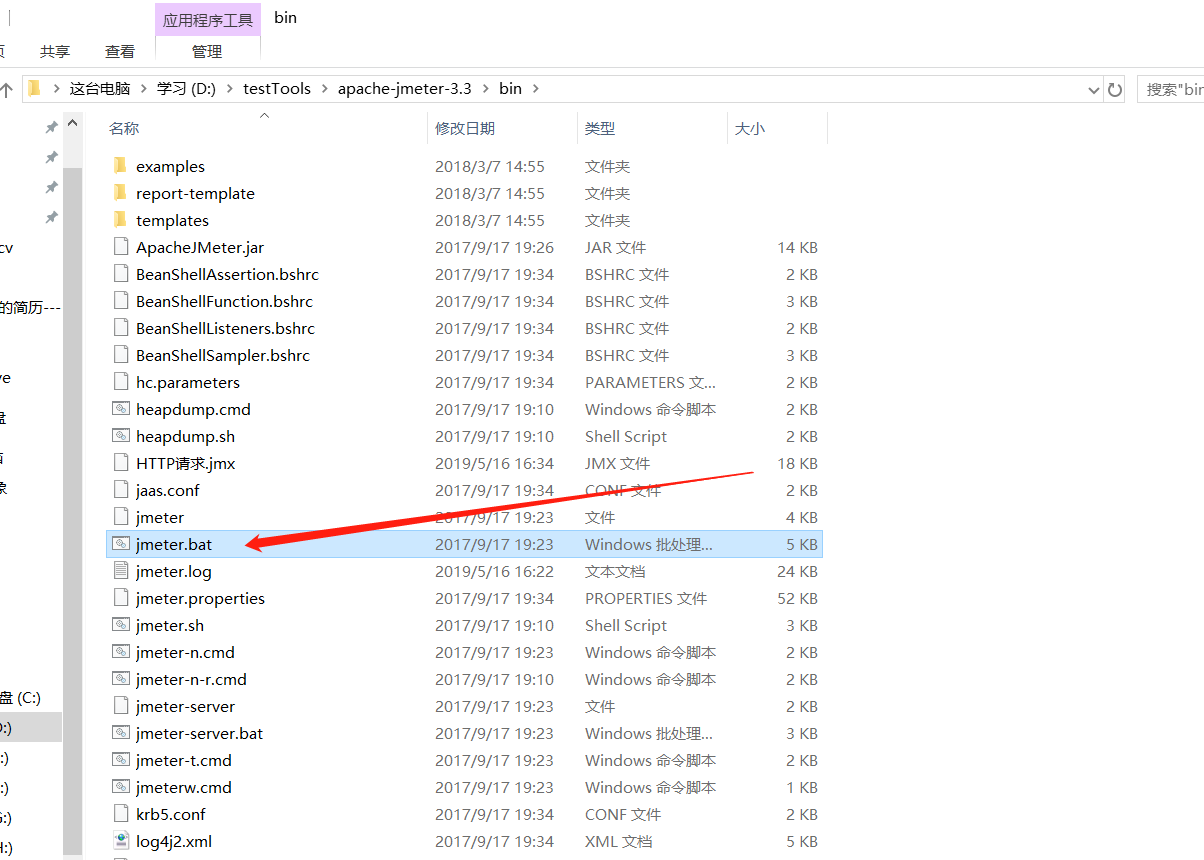 应用程序工具 bin
页 共享 查看 管理
这台电脑 学习 (D:) testTools apache-jmeter-3.3 bin 搜索"bin
名称 修改日期 类型 大小
examples 2018/3/7 14:55 文件夹
report-template 2018/3/7 14:55 文件夹
templates 2018/3/7 14:55 文件夹
cv ApacheJMeter.jar 2017/9/17 19:26 JAR 文件 14 KB
BeanShellAssertion.bshrc 2017/9/17 19:34 BSHRC 文件 2 KB
的简历--- BeanShellFunction.bshrc 2017/9/17 19:34 BSHRC 文件 3 KB
BeanShellListeners.bshrc 2017/9/17 19:34 BSHRC 文件 2 KB
BeanShellSampler.bshrc 2017/9/17 19:34 BSHRC 文件 3 KB
ve hc.parameters 2017/9/17 19:34 PARAMETERS 文... 2 KB
盘 heapdump.cmd 2017/9/17 19:10 Windows 命令脚本 2 KB
heapdump.sh 2017/9/17 19:10 Shell Script 2 KB
HTTP请求.jmx 2019/5/16 16:34 JMX 文件 18 KB
象 jaas.conf 2017/9/17 19:34 CONF 文件 2 KB
jmeter 2017/9/17 19:23 文件 4 KB
jmeter.bat 2017/9/17 19:23 Windows 批处理... 5 KB
jmeter.log 2019/5/16 16:22 文本文档 24 KB
jmeter.properties 2017/9/17 19:34 PROPERTIES 文件 52 KB
jmeter.sh 2017/9/17 19:10 Shell Script 3 KB
jmeter-n.cmd 2017/9/17 19:23 Windows 命令脚本 2 KB
jmeter-n-r.cmd 2017/9/17 19:10 Windows 命令脚本 2 KB
盘 (C:) jmeter-server 2017/9/17 19:23 文件 2 KB
D:) jmeter-server.bat 2017/9/17 19:23 Windows 批处理... 3 KB
:) jmeter-t.cmd 2017/9/17 19:23 Windows 命令脚本 2 KB
:) jmeterw.cmd 2017/9/17 19:23 Windows 命令脚本 1 KB
G:) krb5.conf 2017/9/17 19:34 CONF 文件 2 KB
H:) log4j2.xml 2017/9/17 19:34 XML 文档 5 KB